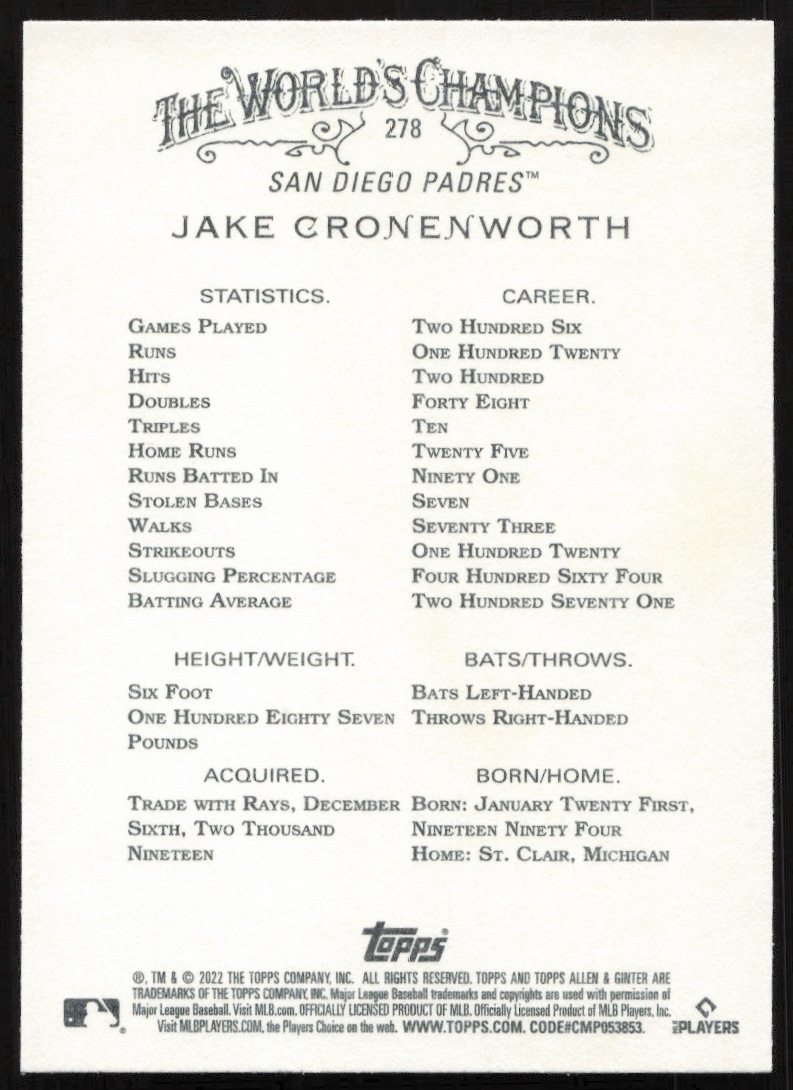 THE WORLD'S CHAMPIONS
278
SAN DIEGO PADRES™
JAKE CRONENWORTH
STATISTICS. CAREER.
GAMES PLAYED TWO HUNDRED SIX
RUNS ONE HUNDRED TWENTY
HITS TWO HUNDRED
DOUBLES FORTY EIGHT
TRIPLES TEN
HOME RUNS TWENTY FIVE
RUNS BATTED IN NINETY ONE
STOLEN BASES SEVEN
WALKS SEVENTY THREE
STRIKEOUTS ONE HUNDRED TWENTY
SLUGGING PERCENTAGE FOUR HUNDRED SIXTY FOUR
BATTING AVERAGE TWO HUNDRED SEVENTY ONE
HEIGHT/WEIGHT.
SIX FOOT
ONE HUNDRED EIGHTY SEVEN
POUNDS
BATS/THROWS.
BATS LEFT-HANDED
THROWS RIGHT-HANDED
ACQUIRED.
TRADE WITH RAYS, DECEMBER
SIXTH, TWO THOUSAND
NINETEEN
BORN/HOME.
BORN: JANUARY TWENTY FIRST,
NINETEEN NINETY FOUR
HOME: ST. CLAIR, MICHIGAN
topps®
®, TM & © 2022 THE TOPPS COMPANY, INC. ALL RIGHTS RESERVED. TOPPS AND TOPPS ALLEN & GINTER ARE
TRADEMARKS OF THE TOPPS COMPANY, INC. Major League Baseball trademarks and copyrights are used with permission of
Major League Baseball. Visit MLB.com. OFFICIALLY LICENSED PRODUCT OF MLB. Officially Licensed Product of MLB Players, Inc.
Visit MLBPLAYERS.COM, the Players Choice on the web. WWW.TOPPS.COM. CODE#CMP053853.
MLB PLAYERS